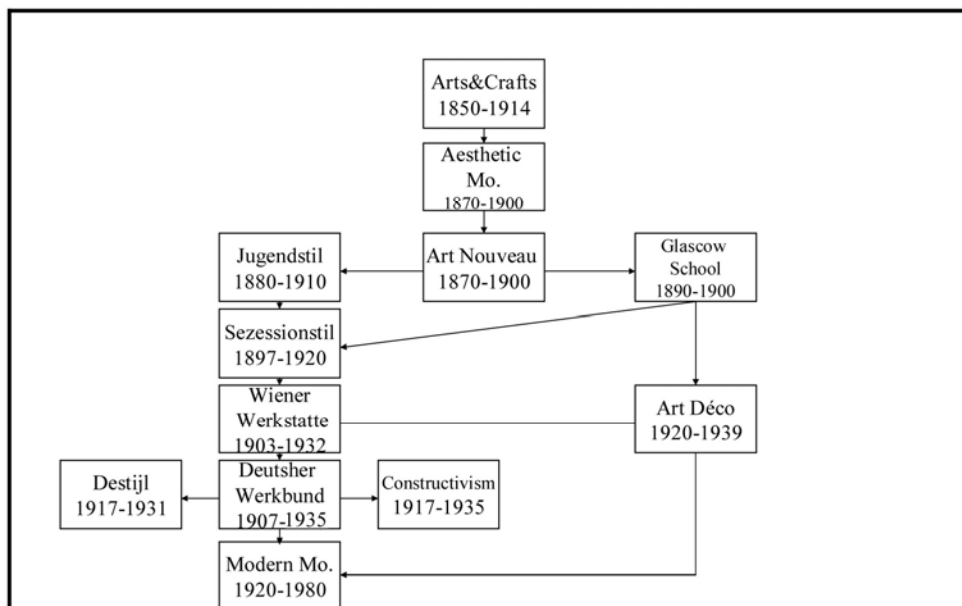 Arts&Crafts
1850-1914
Aesthetic
Mo.
1870-1900
Jugendstil
1880-1910
Art Nouveau
1870-1900
Glascow
School
1890-1900
Sezessionstil
1897-1920
Wiener
Werkstatte
1903-1932
Art Déco
1920-1939
Destijl
1917-1931
Deutsher
Werkbund
1907-1935
Constructivism
1917-1935
Modern Mo.
1920-1980